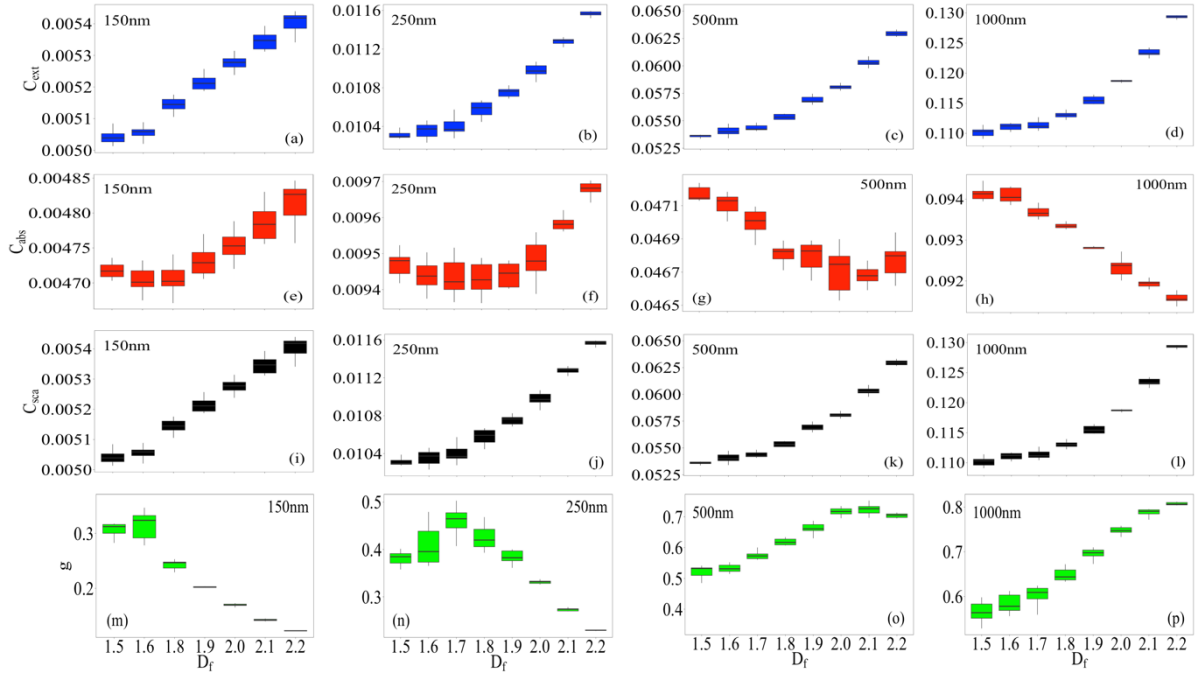 C_ext
0.0054
0.0053
0.0052
0.0051
0.0050
150nm
(a)
0.0116
0.0112
0.0108
0.0104
250nm
(b)
0.0650
0.0625
0.0600
0.0575
0.0550
0.0525
500nm
(c)
0.130
0.125
0.120
0.115
0.110
1000nm
(d)
C_abs
0.00485
0.00480
0.00475
0.00470
150nm
(e)
0.0097
0.0096
0.0095
0.0094
250nm
(f)
0.0471
0.0469
0.0467
0.0465
500nm
(g)
0.094
0.093
0.092
1000nm
(h)
C_sca
0.0054
0.0053
0.0052
0.0051
0.0050
150nm
(i)
0.0116
0.0112
0.0108
0.0104
250nm
(j)
0.0650
0.0625
0.0600
0.0575
0.0550
0.0525
500nm
(k)
0.130
0.125
0.120
0.115
0.110
1000nm
(l)
g
0.3
0.2
150nm
(m)
1.5 1.6 1.8 1.9 2.0 2.1 2.2
D_f
0.5
0.4
0.3
250nm
(n)
1.5 1.6 1.7 1.8 1.9 2.0 2.1 2.2
D_f
0.7
0.6
0.5
0.4
500nm
(o)
1.5 1.6 1.7 1.8 1.9 2.0 2.1 2.2
D_f
0.8
0.7
0.6
1000nm
(p)
1.5 1.6 1.7 1.8 1.9 2.0 2.1 2.2
D_f